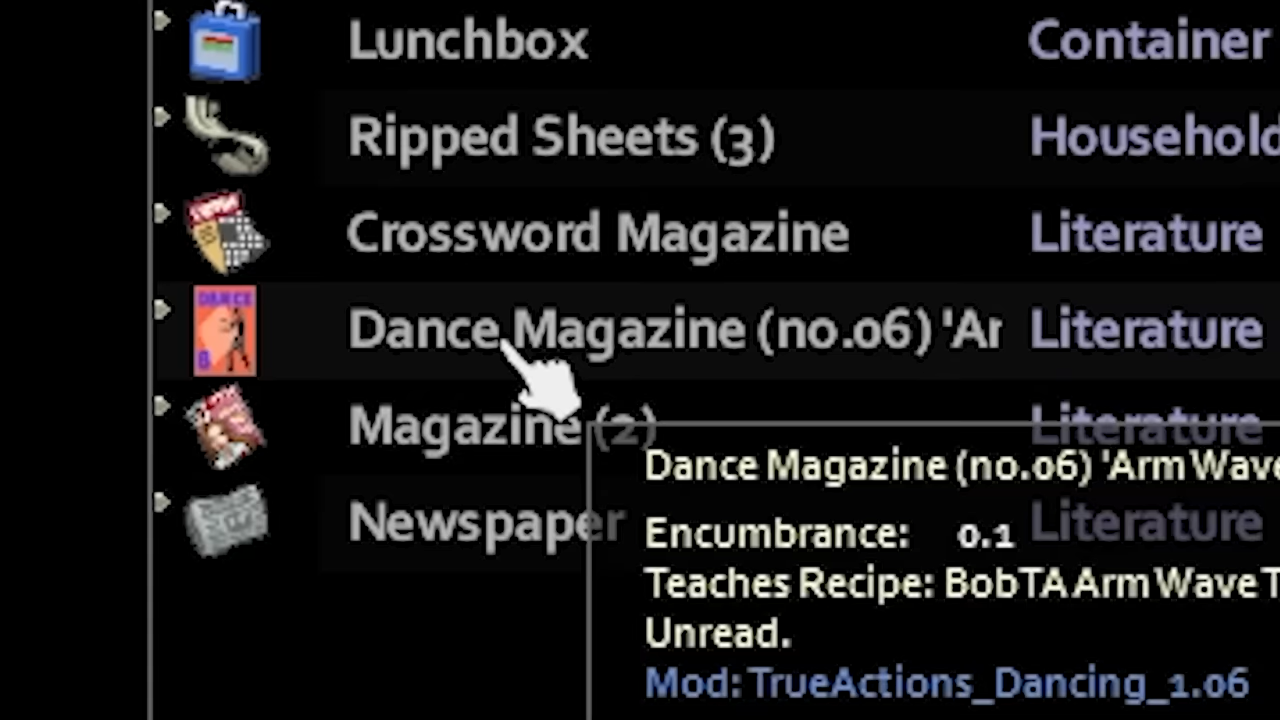 Lunchbox Container
Ripped Sheets (3) Household
Crossword Magazine Literature
DANCE
Dance Magazine (no.06) 'Ar Literature
Magazine (2) Literature
Dance Magazine (no.06) 'Arm Wave
Newspaper Literature
Encumbrance: 0.1
Teaches Recipe: BobTA Arm Wave T
Unread.
Mod: TrueActions_Dancing_1.06